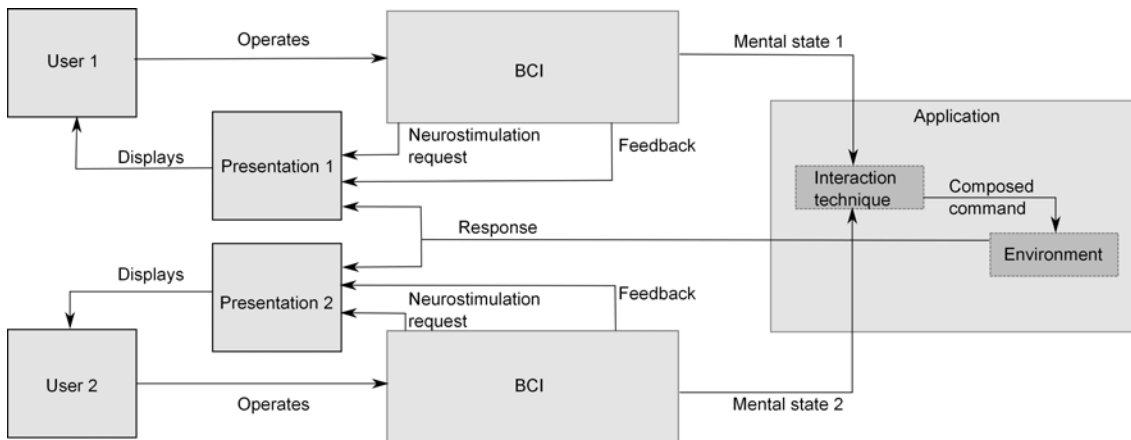 Operates
User 1
BCI
Mental state 1
Application
Neurostimulation
request
Feedback
Displays
Presentation 1
Interaction
technique
Composed
command
Response
Environment
Displays
Presentation 2
Neurostimulation
request
Feedback
User 2
BCI
Operates
Mental state 2